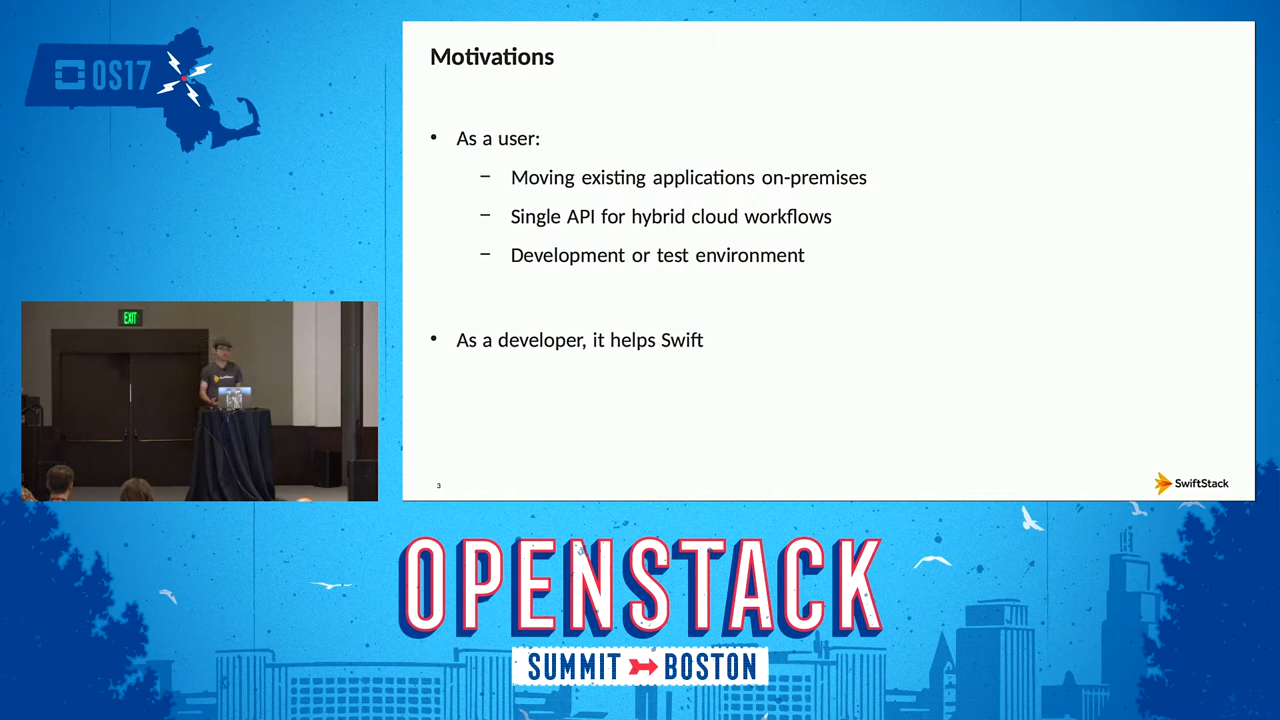 OS17
Motivations
• As a user:
– Moving existing applications on-premises
– Single API for hybrid cloud workflows
– Development or test environment
• As a developer, it helps Swift
3
SwiftStack
EXIT
OPENSTACK
SUMMIT BOSTON